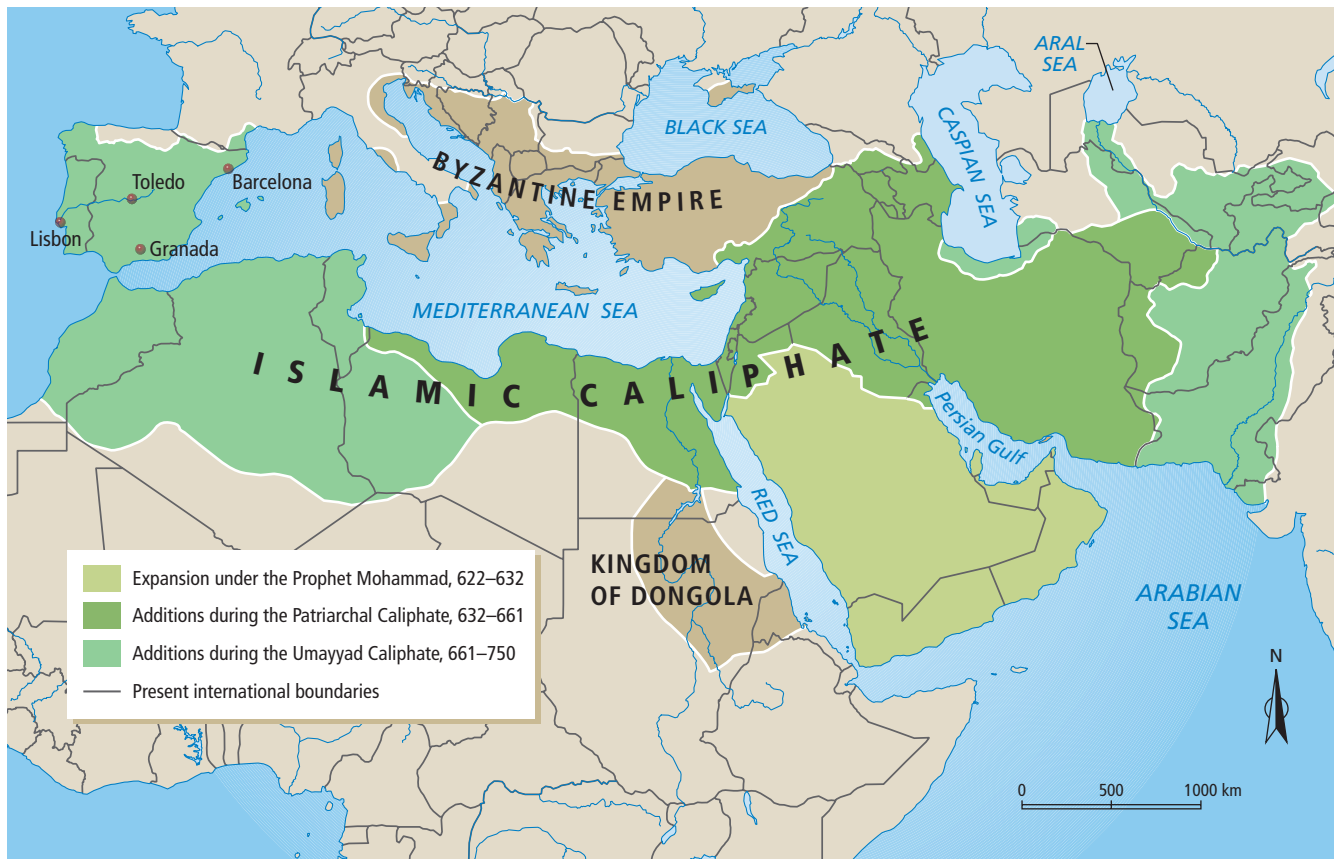 ARAL
SEA
CASPIAN SEA
BLACK SEA
BYZANTINE EMPIRE
Toledo
Barcelona
Lisbon
Granada
MEDITERRANEAN SEA
ISLAMIC CALIPHATE
Persian Gulf
RED SEA
KINGDOM
OF DONGOLA
ARABIAN
SEA
Expansion under the Prophet Mohammad, 622–632
Additions during the Patriarchal Caliphate, 632–661
Additions during the Umayyad Caliphate, 661–750
Present international boundaries
N
0 500 1000 km